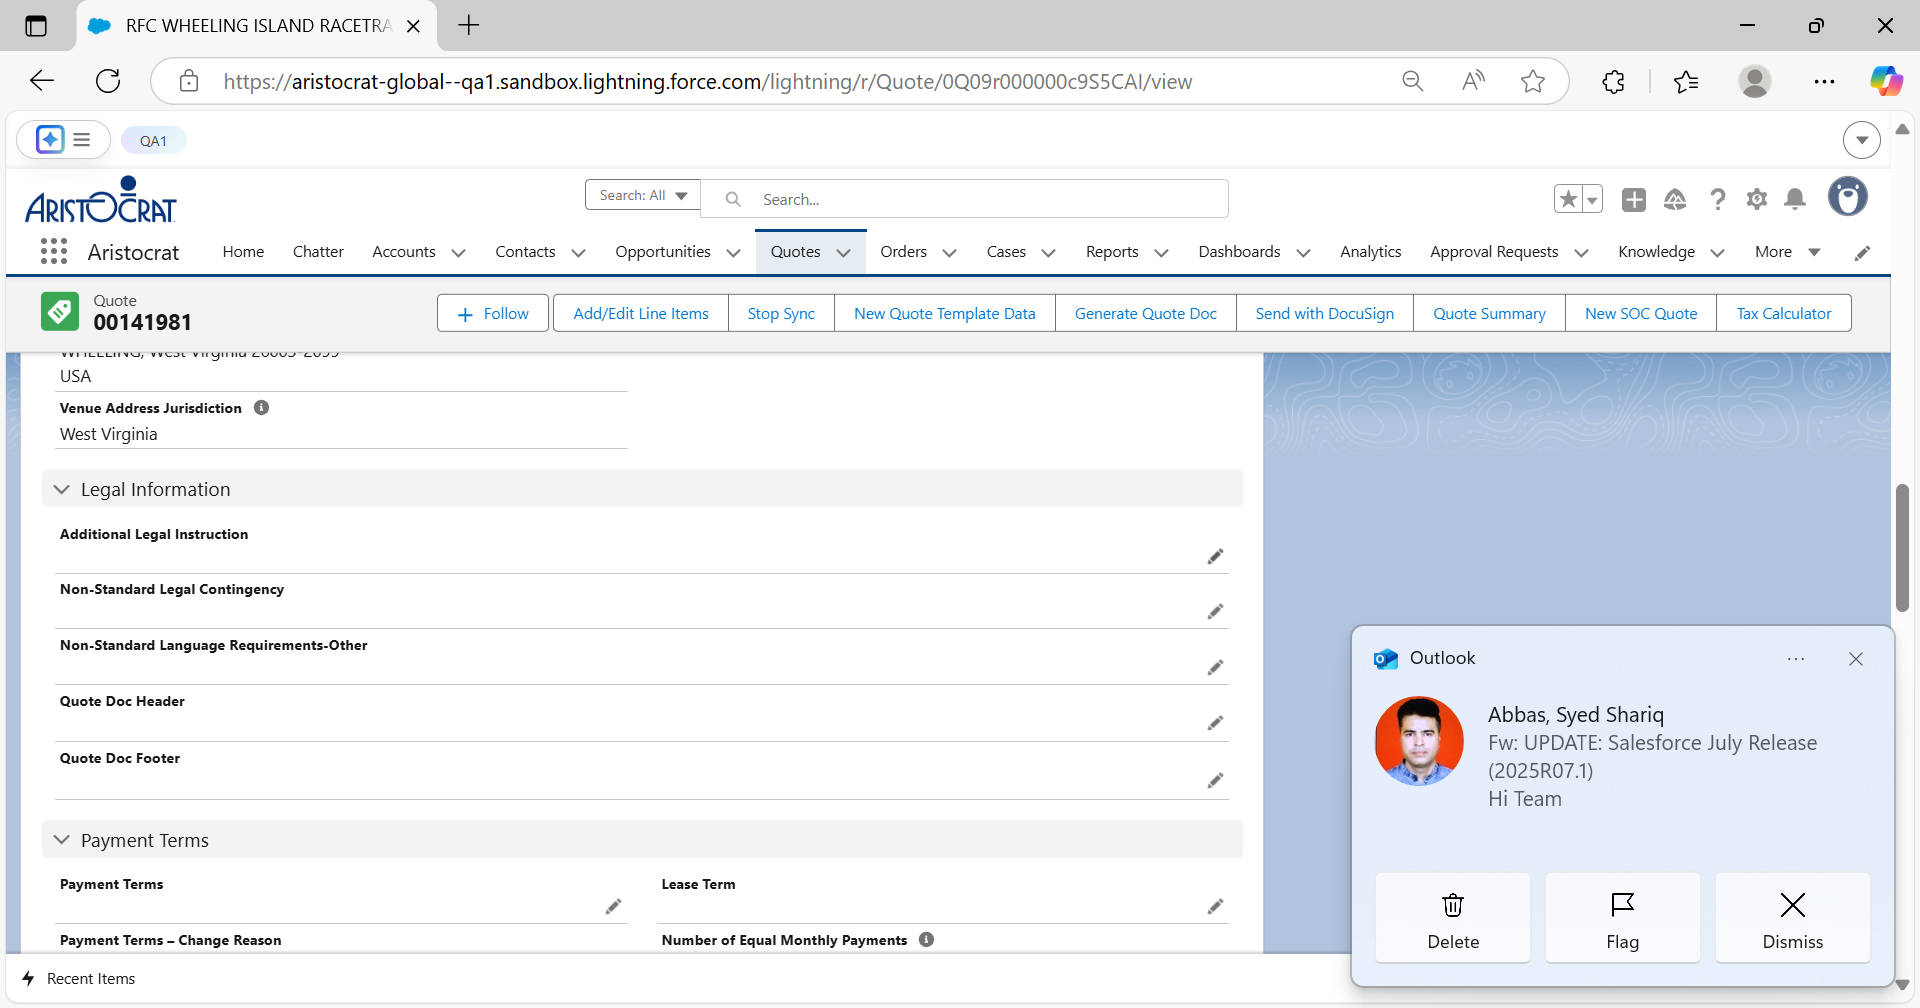 RFC WHEELING ISLAND RACETRA
https://aristocrat-global--qa1.sandbox.lightning.force.com/lightning/r/Quote/0Q09r000000c9S5CAI/view
QA1
ARISTOCRAT
Search: All
Search...
Aristocrat
Home
Chatter
Accounts
Contacts
Opportunities
Quotes
Orders
Cases
Reports
Dashboards
Analytics
Approval Requests
Knowledge
More
Quote
00141981
Follow
Add/Edit Line Items
Stop Sync
New Quote Template Data
Generate Quote Doc
Send with DocuSign
Quote Summary
New SOC Quote
Tax Calculator
WHEELING, West Virginia 26003-2699
USA
Venue Address Jurisdiction
West Virginia
Legal Information
Additional Legal Instruction
Non-Standard Legal Contingency
Non-Standard Language Requirements-Other
Quote Doc Header
Quote Doc Footer
Payment Terms
Payment Terms
Lease Term
Payment Terms – Change Reason
Number of Equal Monthly Payments
Outlook
Abbas, Syed Shariq
Fw: UPDATE: Salesforce July Release
(2025R07.1)
Hi Team
Delete
Flag
Dismiss
Recent Items